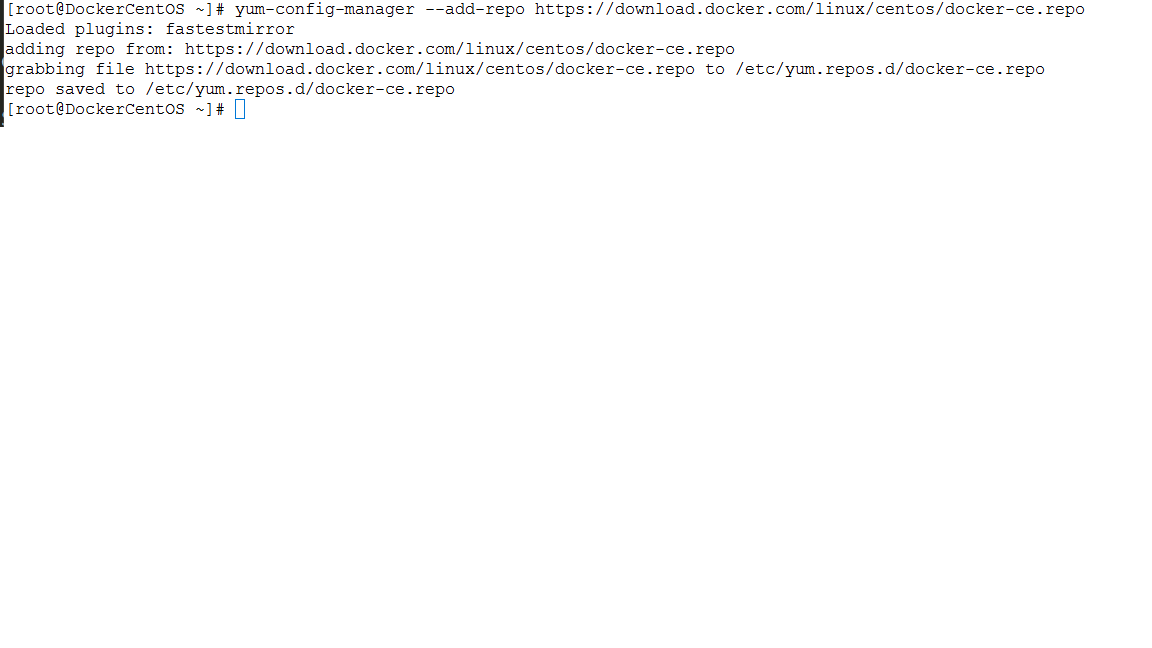 [root@DockerCentOS ~]# yum-config-manager --add-repo https://download.docker.com/linux/centos/docker-ce.repo
Loaded plugins: fastestmirror
adding repo from: https://download.docker.com/linux/centos/docker-ce.repo
grabbing file https://download.docker.com/linux/centos/docker-ce.repo to /etc/yum.repos.d/docker-ce.repo
repo saved to /etc/yum.repos.d/docker-ce.repo
[root@DockerCentOS ~]#